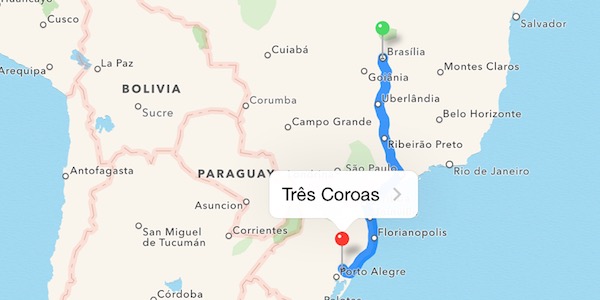 Huancayo
Cusco
Salvador
Cuiabá
Brasília
Arequipa
La Paz
Goiânia
Montes Claros
BOLIVIA
Sucre
Corumba
Uberlândia
Belo Horizonte
Campo Grande
Ribeirão Preto
Antofagasta
PARAGUAY
São Paulo
Rio de Janeiro
Três Coroas
Asuncion
San Miguel
de Tucumán
Corrientes
Florianopolis
Porto Alegre
Córdoba